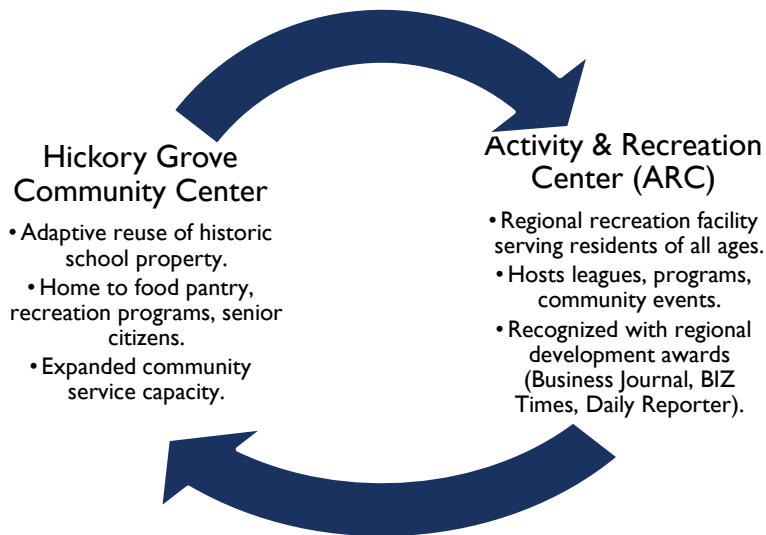 Hickory Grove
Community Center
• Adaptive reuse of historic
school property.
• Home to food pantry,
recreation programs, senior
citizens.
• Expanded community
service capacity.
Activity & Recreation
Center (ARC)
• Regional recreation facility
serving residents of all ages.
• Hosts leagues, programs,
community events.
• Recognized with regional
development awards
(Business Journal, BIZ
Times, Daily Reporter).